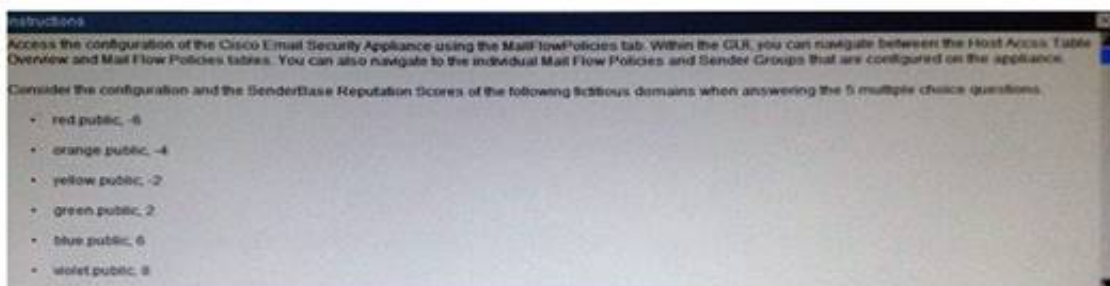 Instructions
Access the configuration of the Cisco Email Security Appliance using the MailFlowPolicies tab. Within the GUI, you can navigate between the Host Access Table
Overview and Mail Flow Policies tables. You can also navigate to the individual Mail Flow Policies and Sender Groups that are configured on the appliance.
Consider the configuration and the SenderBase Reputation Scores of the following fictitious domains when answering the 5 multiple choice questions.
• red.public, -6
• orange.public, -4
• yellow.public, -2
• green.public, 2
• blue.public, 6
• violet.public, 8